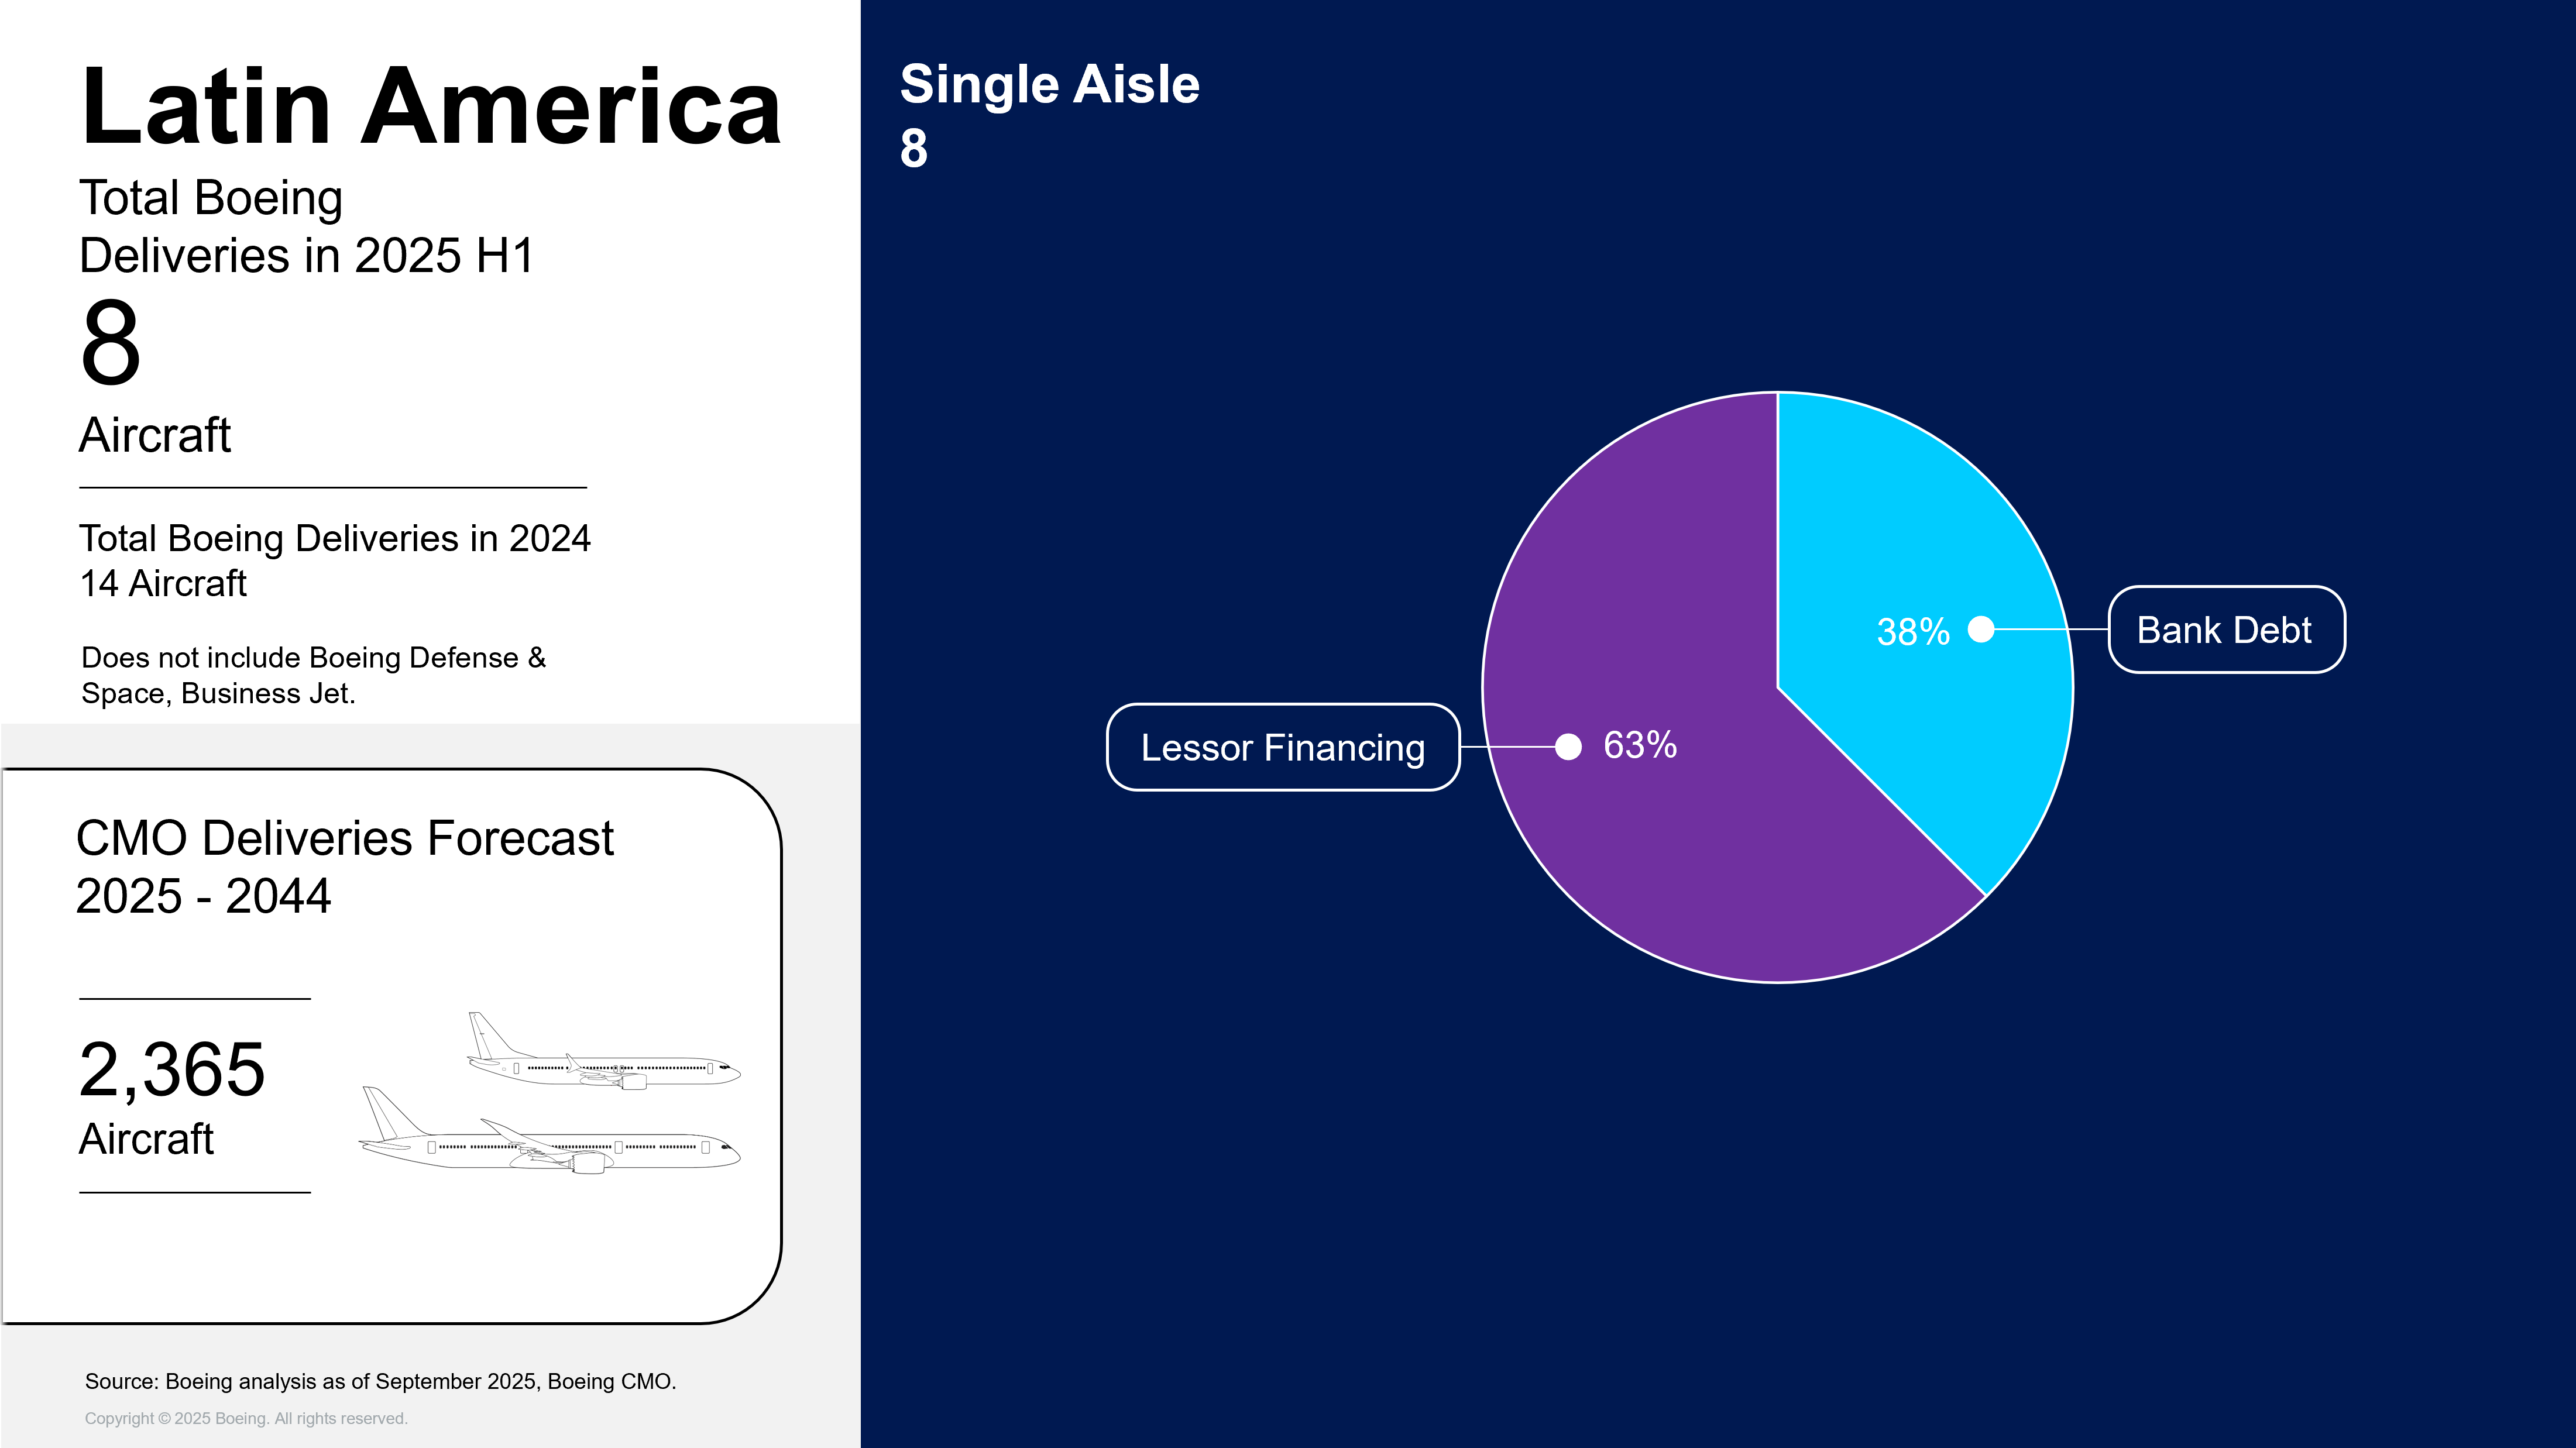 Latin America
Total Boeing
Deliveries in 2025 H1
8
Aircraft
Total Boeing Deliveries in 2024
14 Aircraft
Does not include Boeing Defense &
Space, Business Jet.
CMO Deliveries Forecast
2025 - 2044
2,365
Aircraft
Source: Boeing analysis as of September 2025, Boeing CMO.
Copyright © 2025 Boeing. All rights reserved.
Single Aisle
8
38%
Bank Debt
Lessor Financing
63%